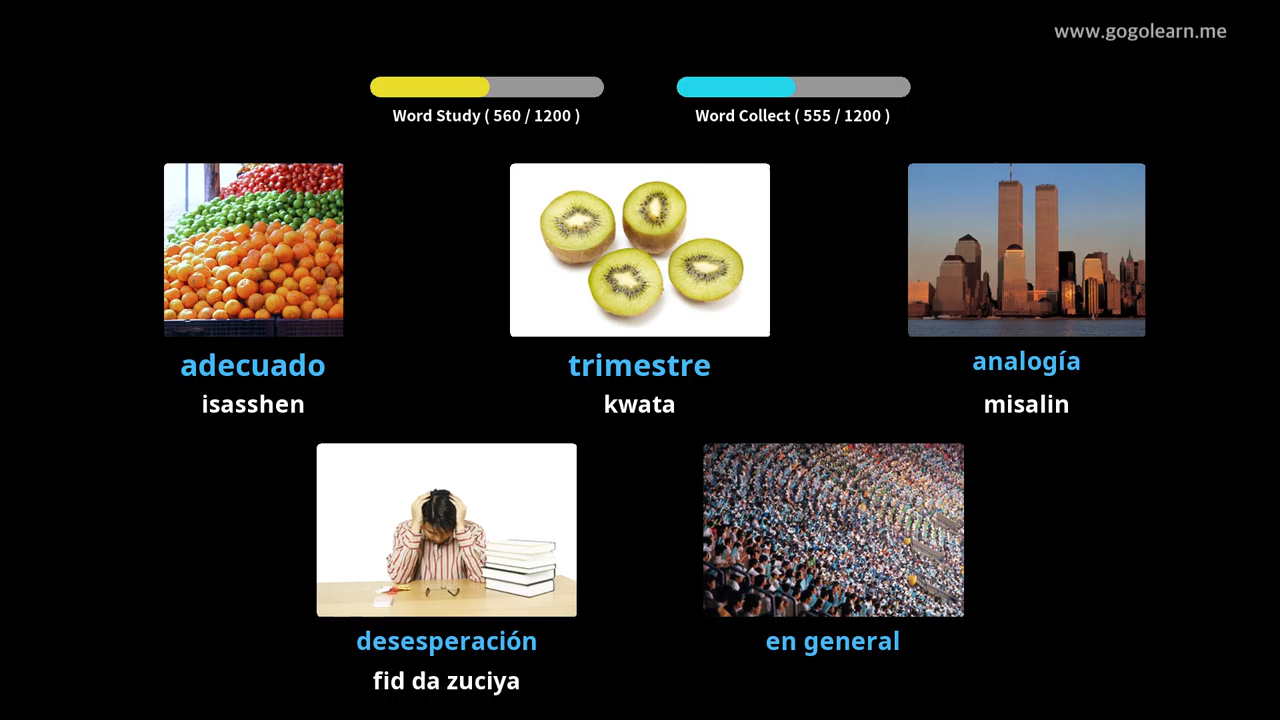 www.gogolearn.me
Word Study ( 560 / 1200 )
Word Collect ( 555 / 1200 )
adecuado
isasshen
trimestre
kwata
analogía
misalin
desesperación
fid da zuciya
en general